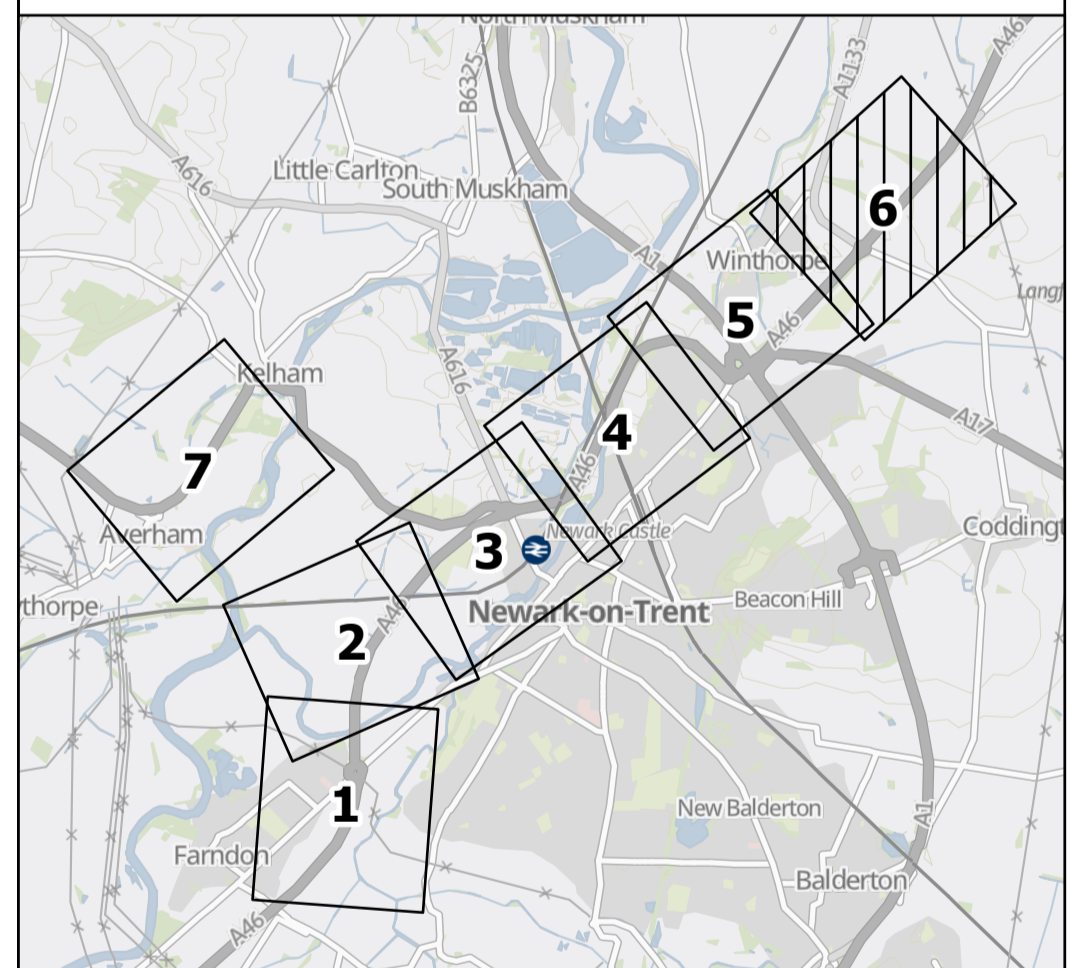 North Muskham
A46
A1133
B6325
A616
Little Carlton
South Muskham
6
A1
Winthorpe
Langf
5
A46
Kelham
A616
4
A17
7
A46
Averham
Newark Castle
Coddingt
3
thorpe
A46
Newark-on-Trent
Beacon Hill
2
1
New Balderton
A1
Farndon
Balderton
A46